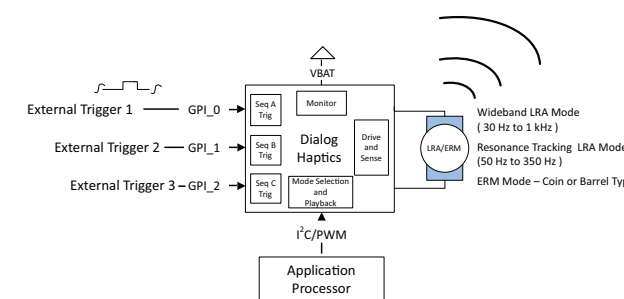 VBAT
External Trigger 1
GPI_0
Seq A
Trig
Monitor
External Trigger 2
GPI_1
Seq B
Trig
Dialog
Haptics
Drive
and
Sense
External Trigger 3
GPI_2
Seq C
Trig
Mode Selection
and
Playback
LRA/ERM
Wideband LRA Mode
( 30 Hz to 1 kHz )
Resonance Tracking LRA Mode
(50 Hz to 350 Hz )
ERM Mode – Coin or Barrel Typ
I²C/PWM
Application
Processor